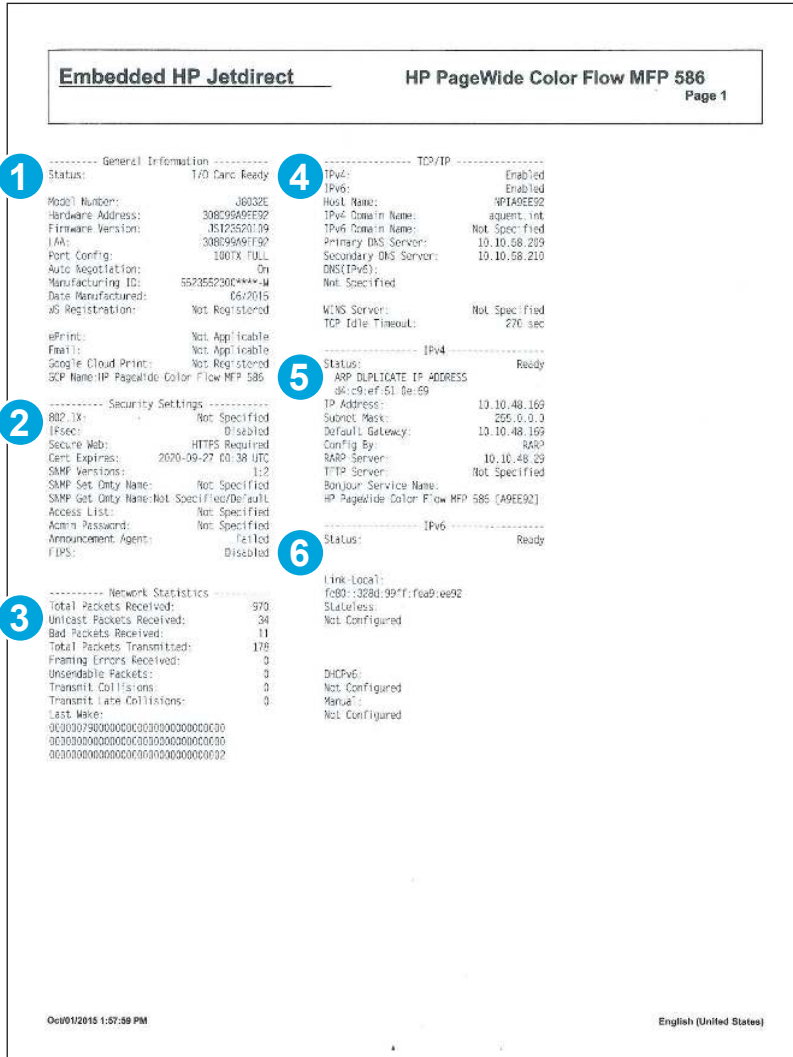 Embedded HP Jetdirect
HP PageWide Color Flow MFP 586
Page 1
1
--------- General Information ----------
Status: I/O Card Ready
Model Number: J8032E
Hardware Address: 308D99A9EE92
Firmware Version: JSI23520109
LAA: 308D99A9EE92
Port Config: 100TX FULL
Auto Negotiation: On
Manufacturing ID: 552355230C****-W
Date Manufactured: 06/2015
WS Registration: Not Registered
ePrint: Not Applicable
Email: Not Applicable
Google Cloud Print: Not Registered
GCP Name:HP PageWide Color Flow MFP 586
2
---------- Security Settings -----------
802.1X: Not Specified
IPsec: Disabled
Secure Web: HTTPS Required
Cert Expires: 2020-09-27 00:38 UTC
SNMP Versions: 1;2
SNMP Set Cmty Name: Not Specified
SNMP Get Cmty Name:Not Specified/Default
Access List: Not Specified
Admin Password: Not Specified
Announcement Agent: Failed
FIPS: Disabled
3
---------- Network Statistics ----------
Total Packets Received: 970
Unicast Packets Received: 34
Bad Packets Received: 11
Total Packets Transmitted: 178
Framing Errors Received: 0
Unsendable Packets: 0
Transmit Collisions: 0
Transmit Late Collisions: 0
Last Wake:
4
---------------- TCP/IP ----------------
IPv4: Enabled
IPv6: Enabled
Host Name: NPIA9EE92
IPv4 Domain Name: aquent.int
IPv6 Domain Name: Not Specified
Primary DNS Server: 10.10.58.209
Secondary DNS Server: 10.10.58.210
DNS(IPv6):
Not Specified
WINS Server: Not Specified
TCP Idle Timeout: 270 sec
5
----------------- IPv4 -----------------
Status: Ready
ARP DUPLICATE IP ADDRESS
d4:c9:ef:51:0e:69
IP Address: 10.10.48.169
Subnet Mask: 255.0.0.0
Default Gateway: 10.10.48.169
Config By: RARP
RARP Server: 10.10.48.29
TFTP Server: Not Specified
Bonjour Service Name:
HP PageWide Color Flow MFP 586 [A9EE92]
6
----------------- IPv6 -----------------
Status: Ready
Link-Local:
fe80::328d:99ff:fea9:ee92
Stateless:
Not Configured
DHCPv6:
Not Configured
Manual:
Not Configured
Oct/01/2015 1:57:59 PM
English (United States)